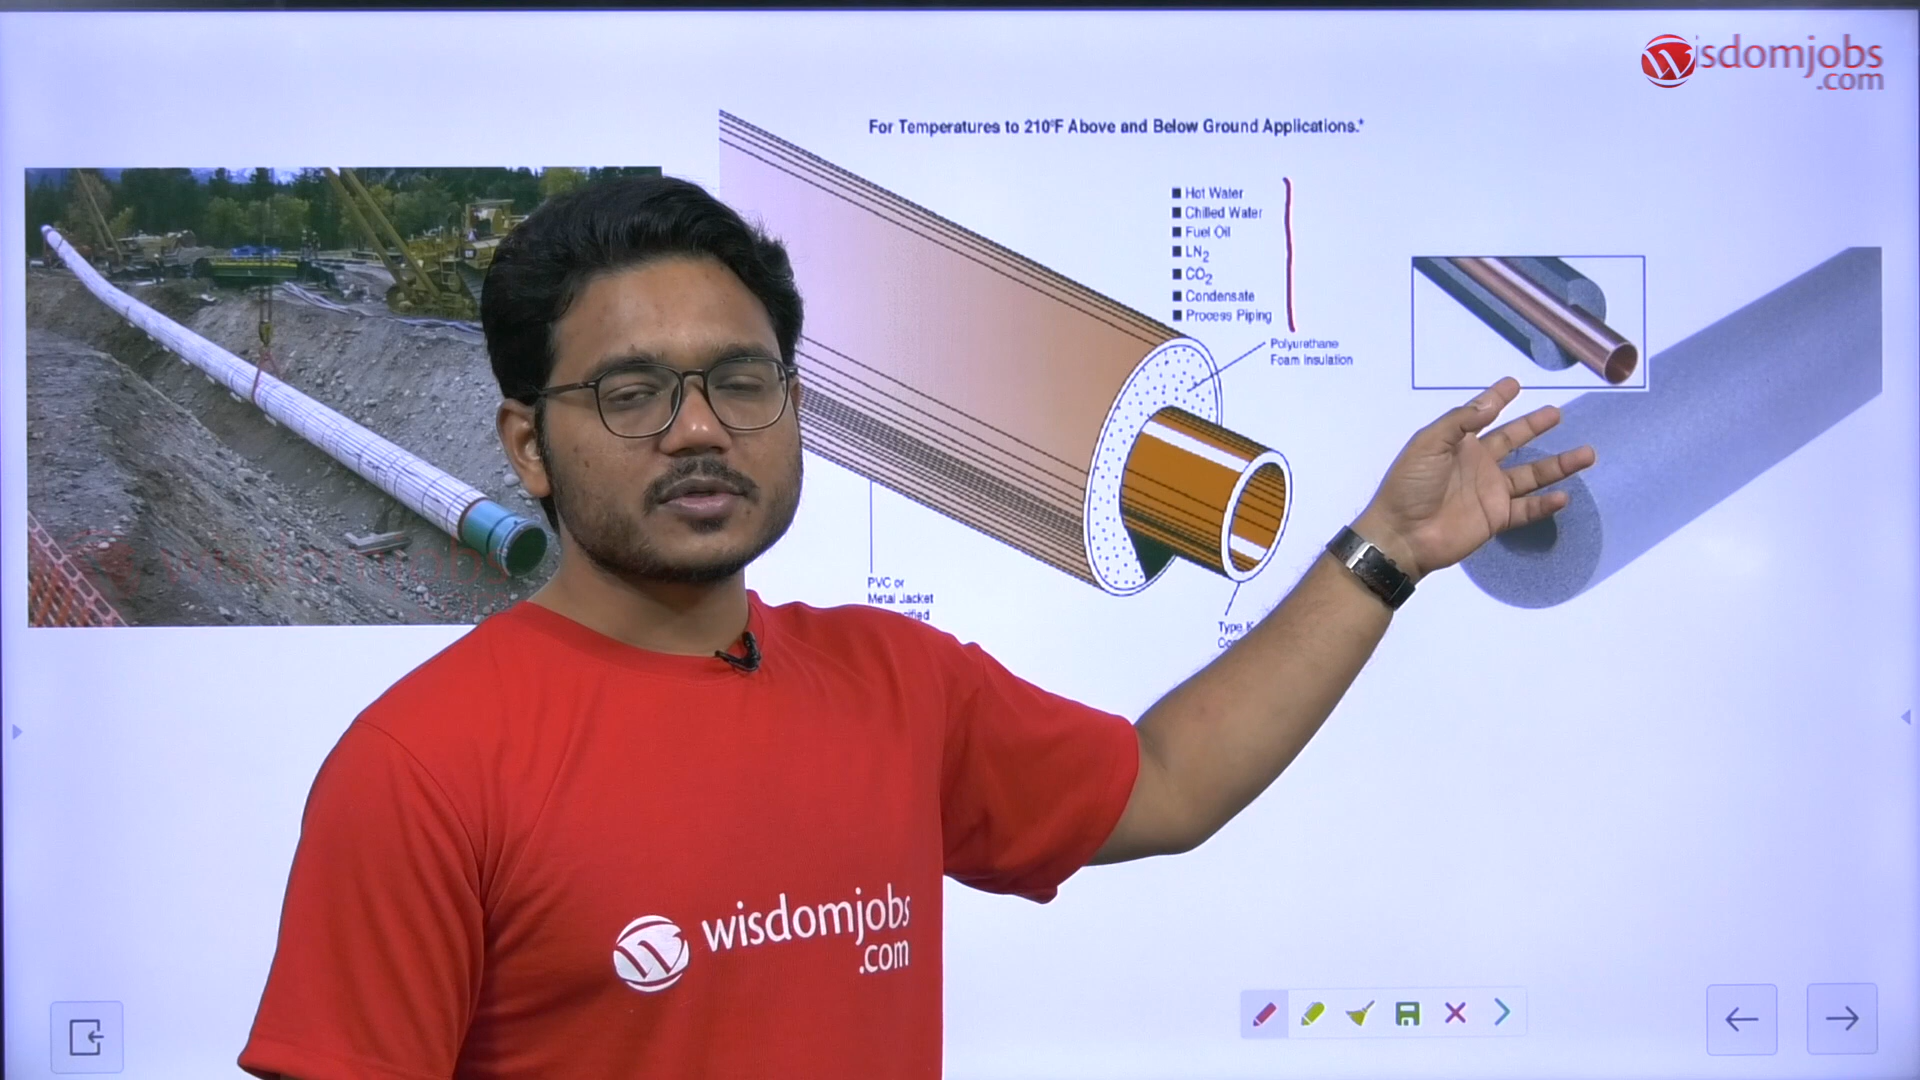 wisdomjobs
.com
For Temperatures to 210°F Above and Below Ground Applications.*
Hot Water
Chilled Water
Fuel Oil
LN2
CO2
Condensate
Process Piping
Polyurethane
Foam Insulation
PVC or
Metal Jacket
Type K
wisdomjobs
.com